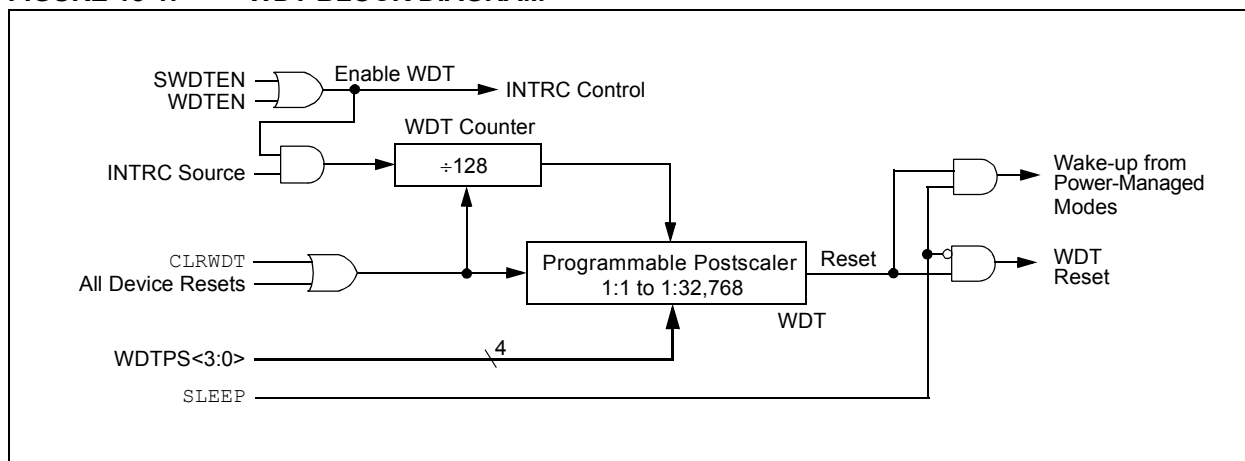 SWDTEN
Enable WDT
WDTEN
INTRC Control
WDT Counter
÷128
INTRC Source
Wake-up from
Power-Managed
Modes
CLRWDT
All Device Resets
Programmable Postscaler
1:1 to 1:32,768
Reset
WDT
Reset
WDT
4
WDTPS<3:0>
SLEEP